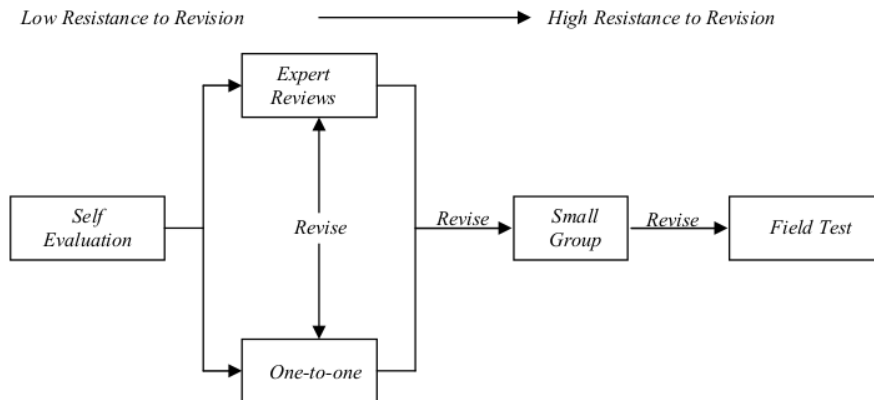 Low Resistance to Revision
High Resistance to Revision
Expert
Reviews
Self
Evaluation
Revise
Revise
Small
Group
Revise
Field Test
One-to-one